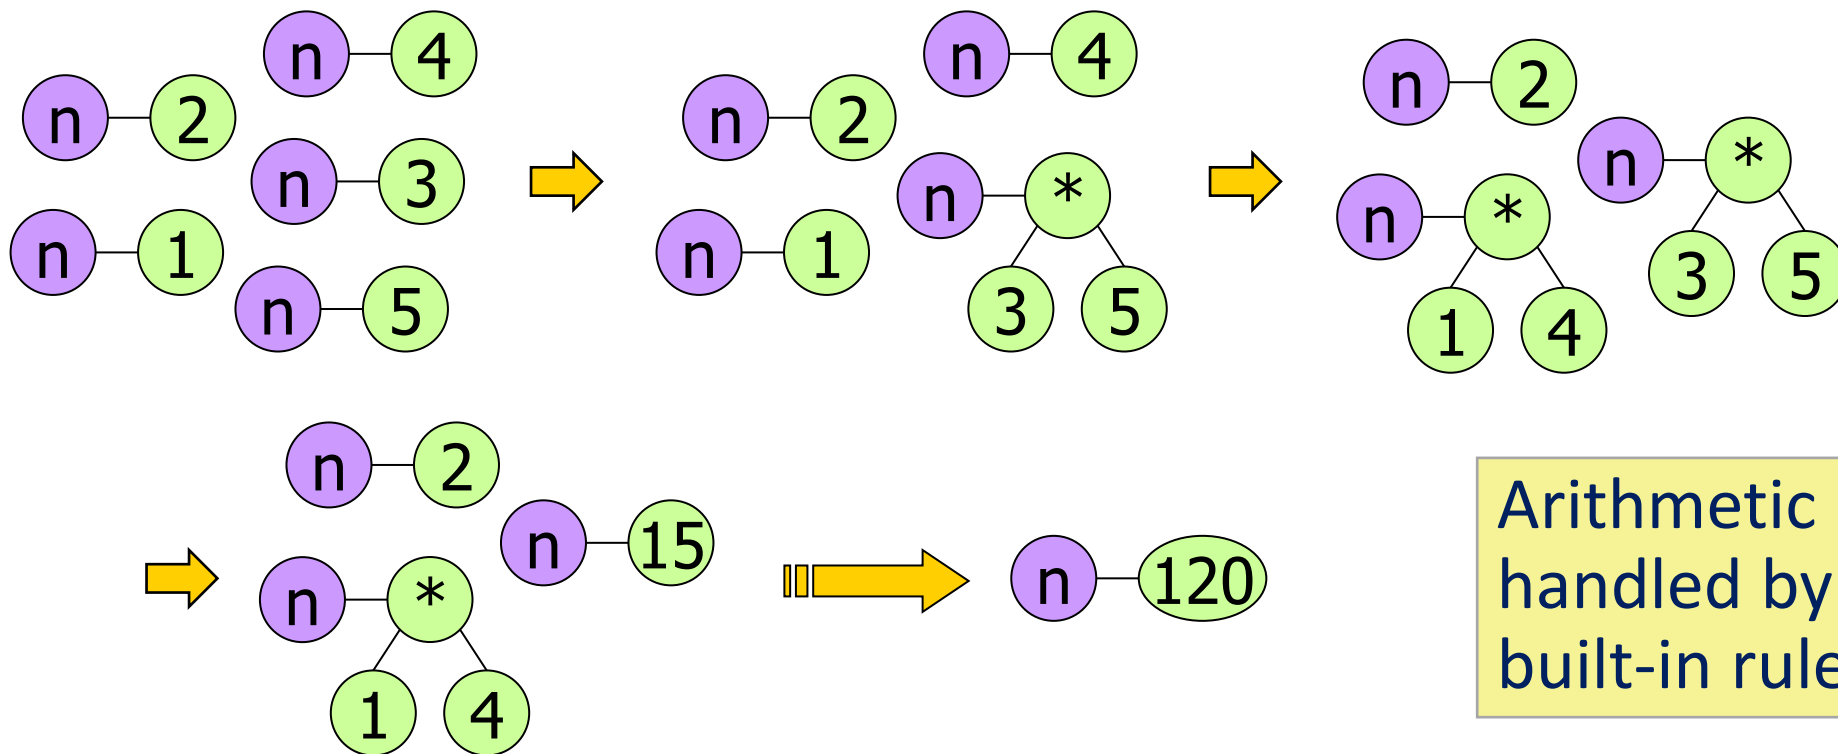 n 4
n 2
n 3
n 1
n 5
n 4
n 2
n *
n 1
3 5
n 2
n *
n *
3 5
1 4
n 2
n 15
n *
1 4
n 120
Arithmetic
handled by
built-in rule